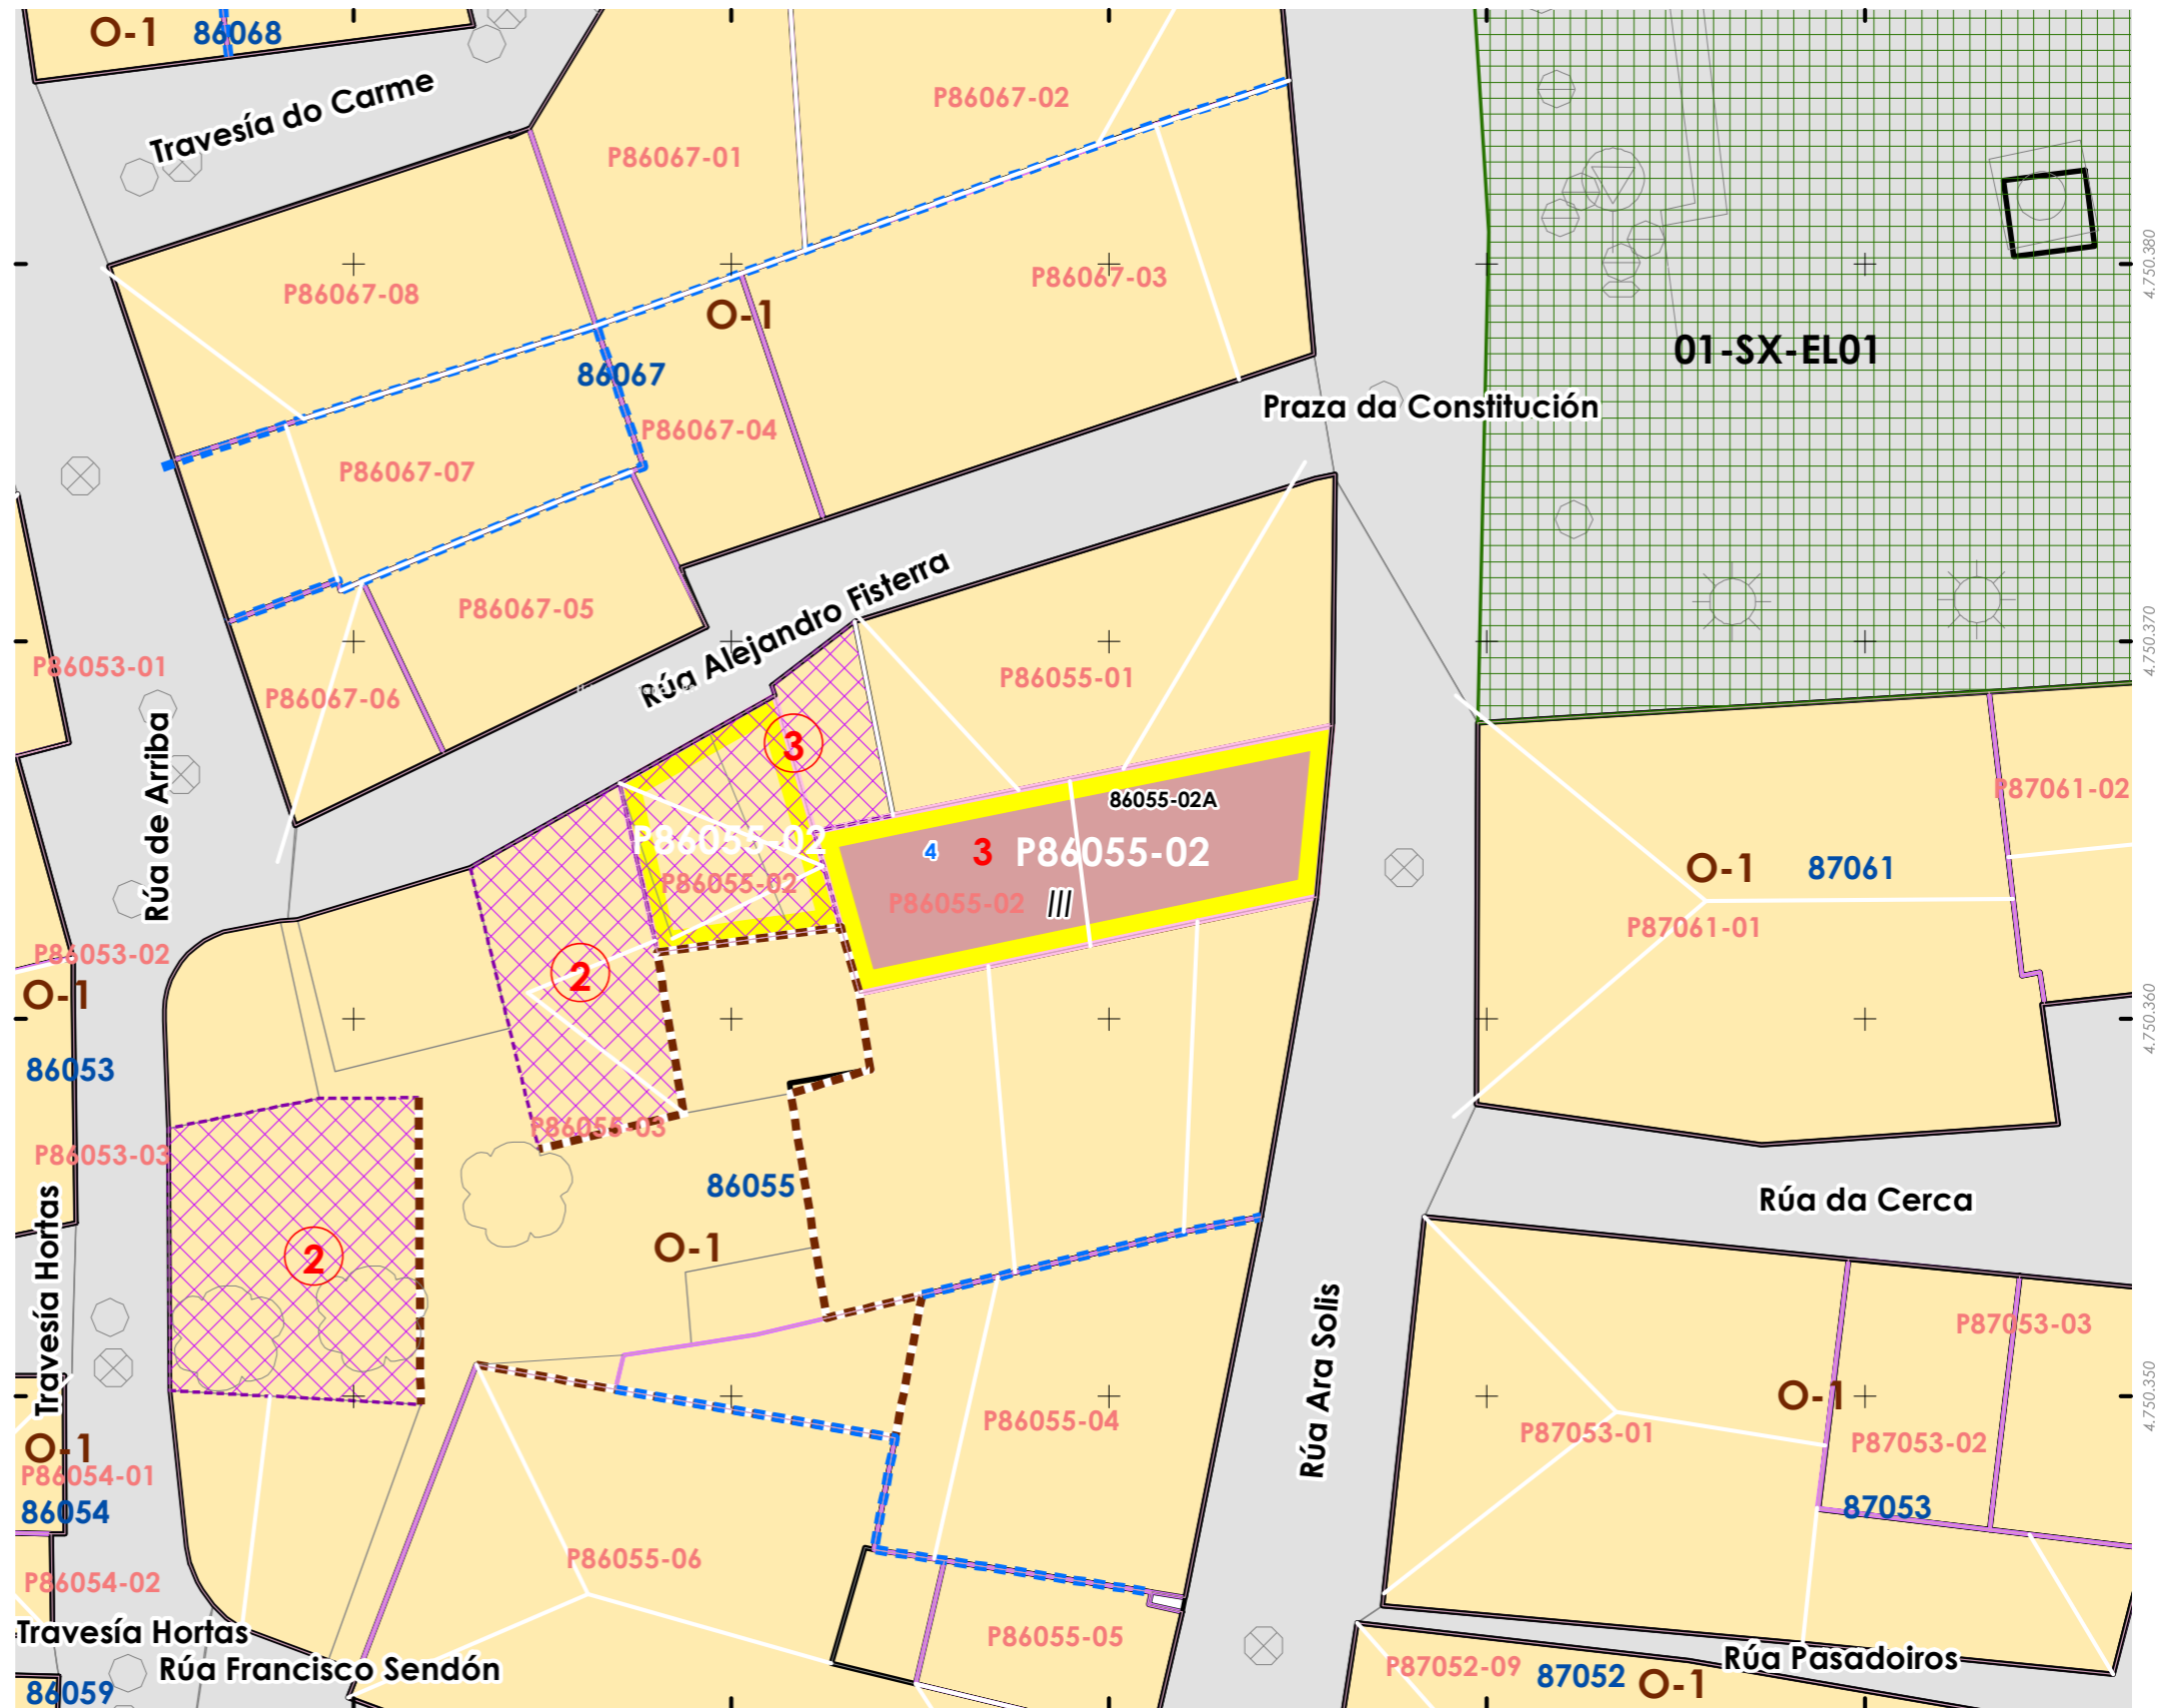 O-1
86068
Travesía do Carme
P86067-02
P86067-01
P86067-08
P86067-03
4.750.380
O-1
01-SX-EL01
86067
Praza da Constitución
P86067-04
P86067-07
P86067-05
Rúa Alejandro Fisterra
P86053-01
P86055-01
4.750.370
P86067-06
3
Rúa de Arriba
P87061-02
86055-02A
P86055-02
4
3
P86055-02
O-1
87061
P86055-02
P86055-02
III
P87061-01
P86053-02
2
O-1
4.750.360
86053
P86055-03
P86053-03
86055
Rúa da Cerca
Travesía Hortas
2
O-1
P87053-03
Rúa Ara Solis
O-1
4.750.350
P86055-04
P87053-01
P87053-02
O-1
P86054-01
86054
87053
P86055-06
P86054-02
Travesía Hortas
P86055-05
Rúa Francisco Sendón
Rúa Pasadoiros
P87052-09
87052
O-1
86059